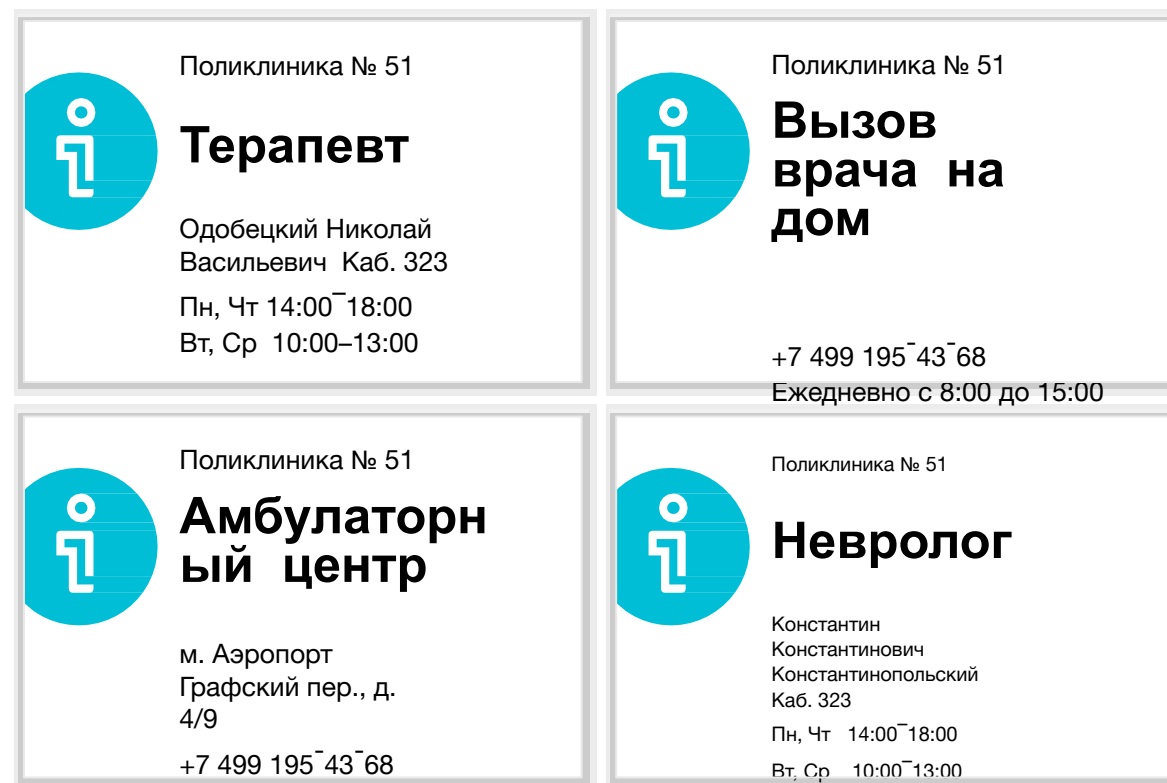 Поликлиника № 51
Терапевт
Одобецкий Николай
Васильевич Каб. 323
Пн, Чт 14:00–18:00
Вт, Ср 10:00–13:00
Поликлиника № 51
Вызов
врача на
дом
+7 499 195-43-68
Ежедневно с 8:00 до 15:00
Поликлиника № 51
Амбулаторн
ый центр
м. Аэропорт
Графский пер., д.
4/9
+7 499 195-43-68
Поликлиника № 51
Невролог
Константин
Константинович
Константинопольский
Каб. 323
Пн, Чт 14:00–18:00
Вт, Ср 10:00–13:00